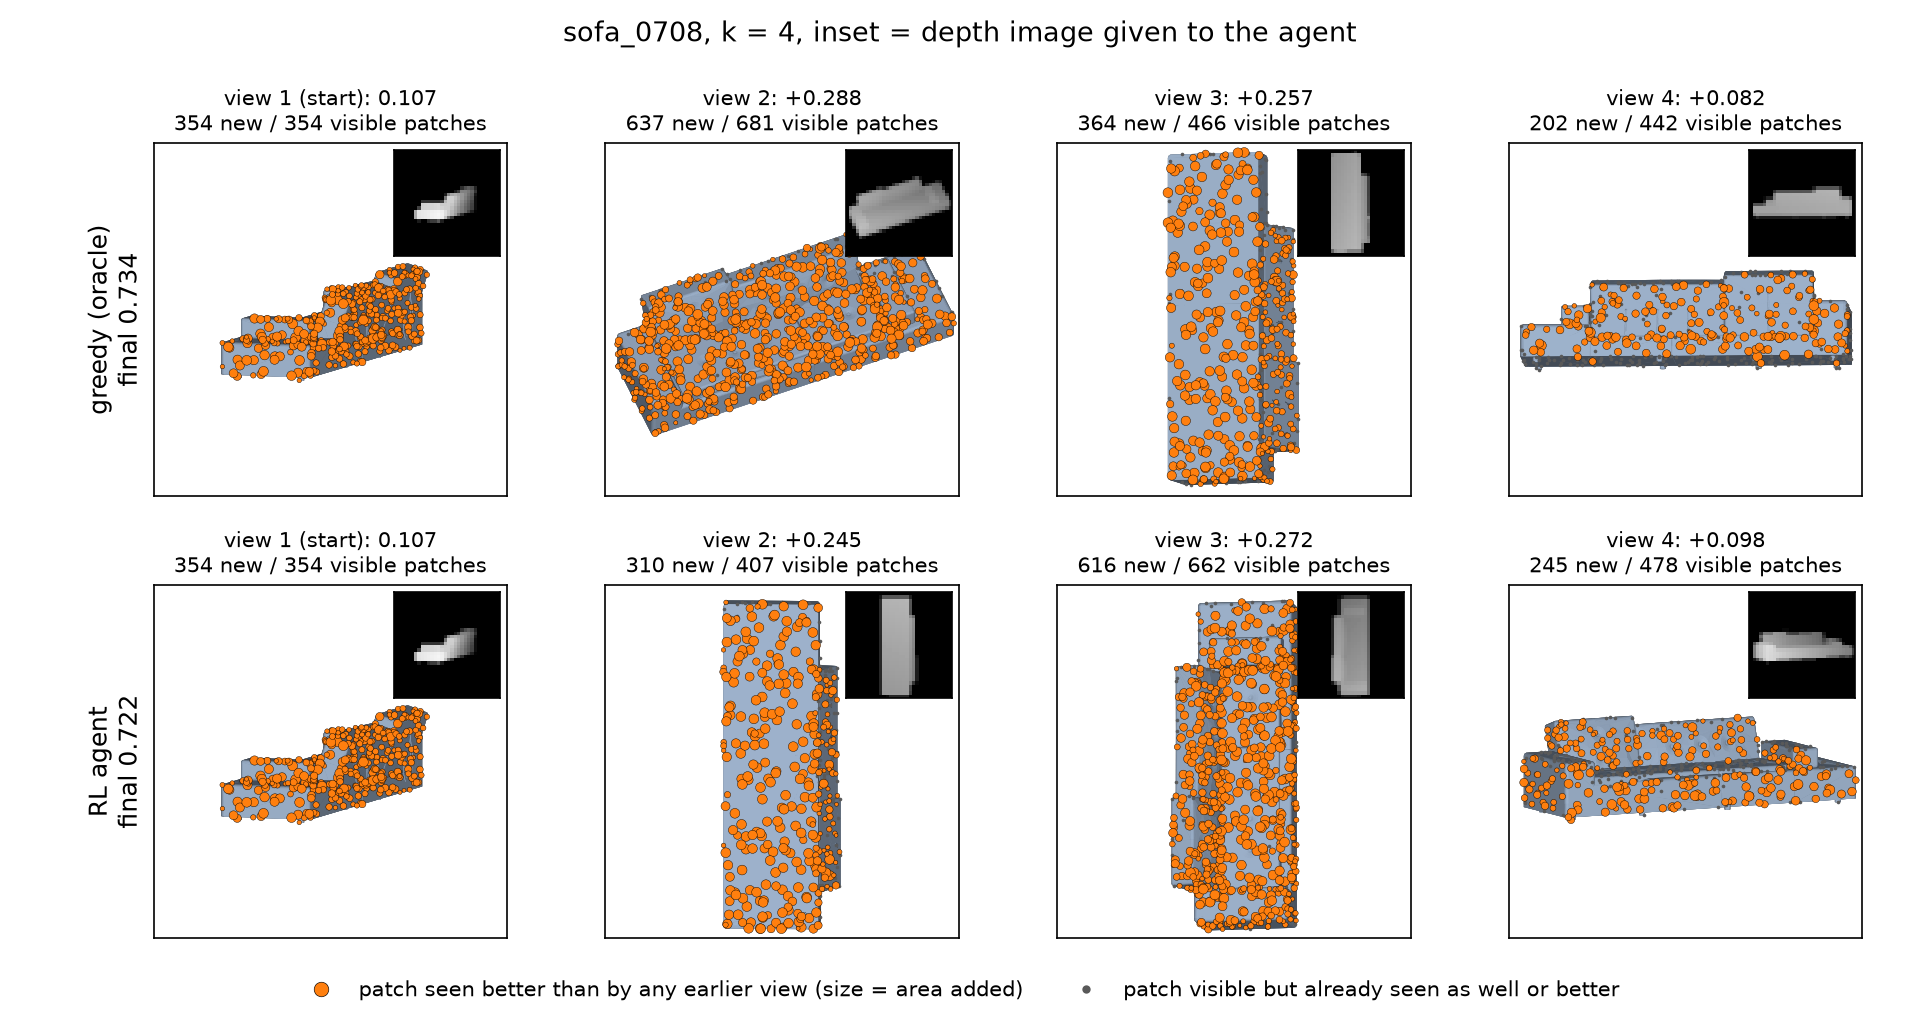 sofa_0708, k = 4, inset = depth image given to the agent
view 1 (start): 0.107
354 new / 354 visible patches
view 2: +0.288
637 new / 681 visible patches
view 3: +0.257
364 new / 466 visible patches
view 4: +0.082
202 new / 442 visible patches
greedy (oracle)
final 0.734
view 1 (start): 0.107
354 new / 354 visible patches
view 2: +0.245
310 new / 407 visible patches
view 3: +0.272
616 new / 662 visible patches
view 4: +0.098
245 new / 478 visible patches
RL agent
final 0.722
patch seen better than by any earlier view (size = area added)
patch visible but already seen as well or better